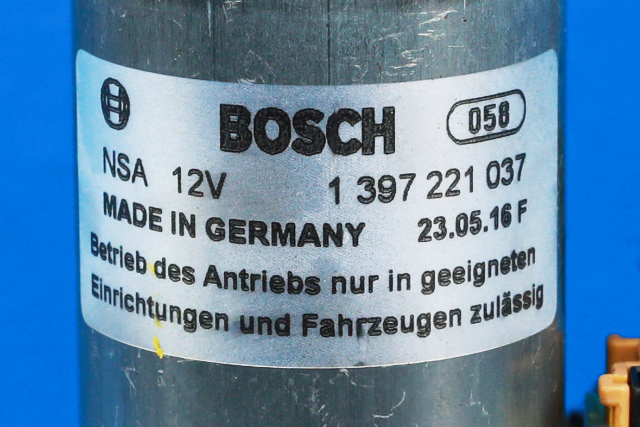 BOSCH 058
NSA 12V 1 397 221 037
MADE IN GERMANY 23.05.16 F
Betrieb des Antriebs nur in geeigneten
Einrichtungen und Fahrzeugen zulässig